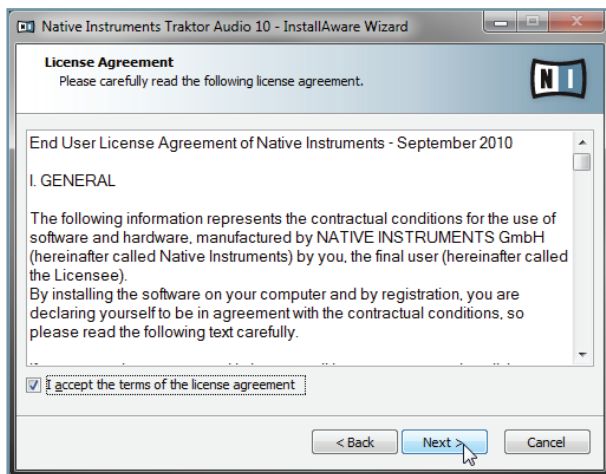 Native Instruments Traktor Audio 10 - InstallAware Wizard
License Agreement
Please carefully read the following license agreement.
N I
End User License Agreement of Native Instruments - September 2010
I. GENERAL
The following information represents the contractual conditions for the use of
software and hardware, manufactured by NATIVE INSTRUMENTS GmbH
(hereinafter called Native Instruments) by you, the final user (hereinafter called
the Licensee).
By installing the software on your computer and by registration, you are
declaring yourself to be in agreement with the contractual conditions, so
please read the following text carefully.
I accept the terms of the license agreement
< Back
Next >
Cancel